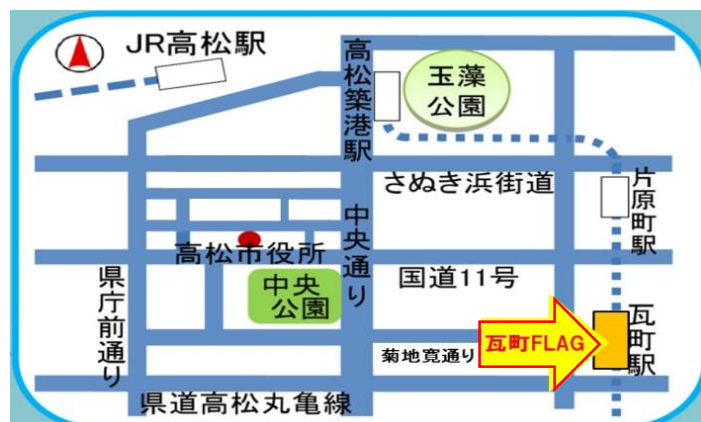 JR高松駅
高松築港駅
玉藻
公園
さぬき浜街道
片原町駅
中央通り
高松市役所
国道11号
中央
公園
県庁前通り
瓦町FLAG
瓦町駅
菊地寛通り
県道高松丸亀線